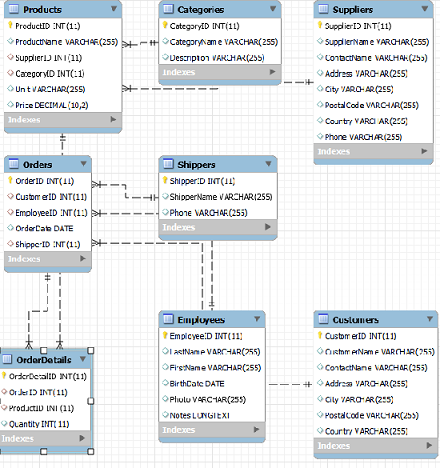 Products
ProductID INT(11)
ProductName VARCHAR(255)
SupplierID INT(11)
CategoryID INT(11)
Unit VARCHAR(255)
Price DECIMAL (10,2)
Indexes
Categories
CategoryID INT(11)
CategoryName VARCHAR(255)
Description VARCHAR(255)
Indexes
Suppliers
SupplierID INT(11)
SupplierName VARCHAR(255)
ContactName VARCHAR(255)
Address VARCHAR(255)
City VARCHAR(255)
PostalCode VARCHAR(255)
Country VARCHAR(255)
Phone VARCHAR(255)
Indexes
Orders
OrderID INT(11)
CustomerID INT(11)
EmployeeID INT(11)
OrderDate DATE
ShipperID INT(11)
Indexes
Shippers
ShipperID INT(11)
ShipperName VARCHAR(255)
Phone VARCHAR(255)
Indexes
OrderDetails
OrderDetailID INT(11)
OrderID INT(11)
ProductID INT(11)
Quantity INT(11)
Indexes
Employees
EmployeeID INT(11)
LastName VARCHAR(255)
FirstName VARCHAR(255)
BirthDate DATE
Photo VARCHAR(255)
Notes LONGTEXT
Indexes
Customers
CustomerID INT(11)
CustomerName VARCHAR(255)
ContactName VARCHAR(255)
Address VARCHAR(255)
City VARCHAR(255)
PostalCode VARCHAR(255)
Country VARCHAR(255)
Indexes